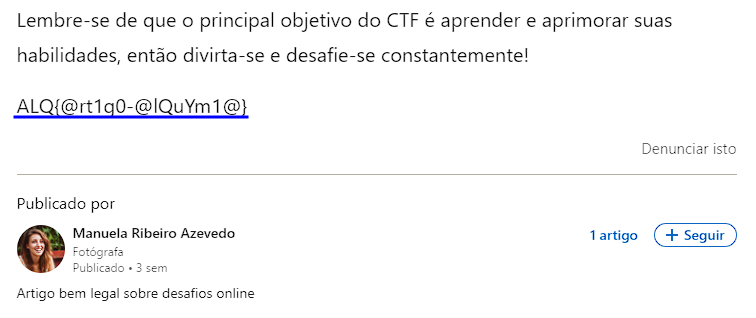 Lembre-se de que o principal objetivo do CTF é aprender e aprimorar suas
habilidades, então divirta-se e desafie-se constantemente!
ALQ{@rt1g0-@lQuYm1@}
Denunciar isto
Publicado por
Manuela Ribeiro Azevedo
1 artigo
+ Seguir
Fotógrafa
Publicado • 3 sem
Artigo bem legal sobre desafios online